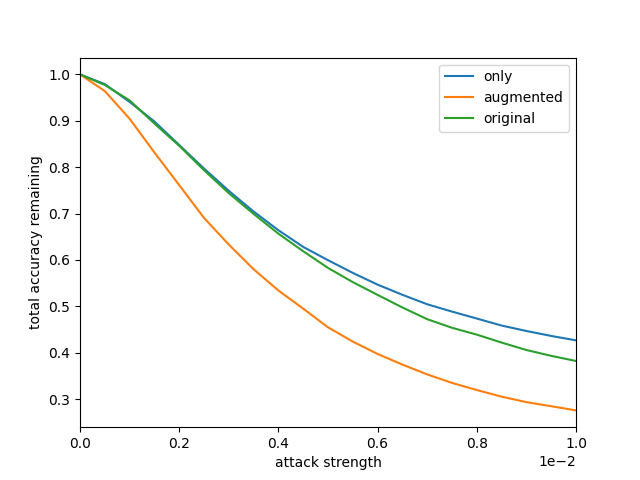 only
augmented
original
1.0
0.9
0.8
0.7
0.6
0.5
0.4
0.3
total accuracy remaining
0.0 0.2 0.4 0.6 0.8 1.0
attack strength
1e−2